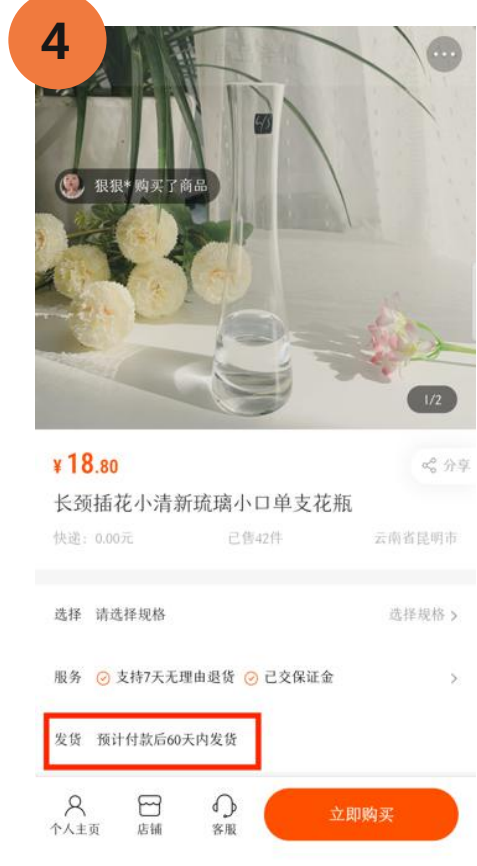 4
狠狠*购买了商品
1/2
¥18.80
分享
长颈插花小清新琉璃小口单支花瓶
快递：0.00元 已售42件 云南省昆明市
选择 请选择规格 选择规格 >
服务 支持7天无理由退货 已交保证金 >
发货 预计付款后60天内发货
个人主页 店铺 客服 立即购买